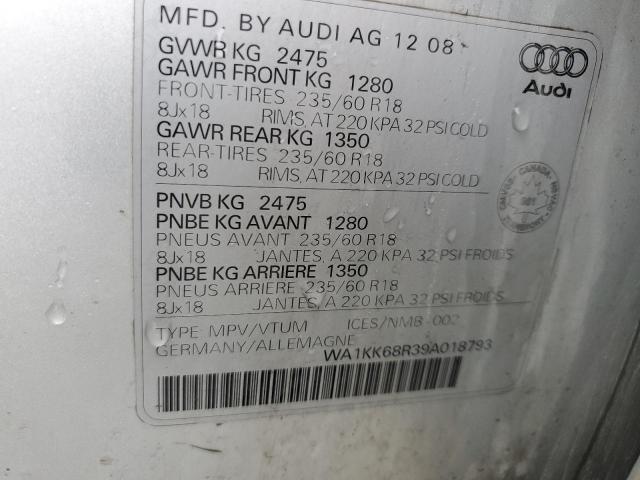 MFD. BY AUDI AG 12 08
GVWR KG 2475
GAWR FRONT KG 1280
FRONT-TIRES 235/60 R18
8Jx18 RIMS, AT 220 KPA 32 PSI COLD
GAWR REAR KG 1350
REAR-TIRES 235/60 R18
8Jx18 RIMS, AT 220 KPA 32 PSI COLD
Audi
PNVB KG 2475
PNBE KG AVANT 1280
PNEUS AVANT 235/60 R18
8Jx18 JANTES, A 220 KPA 32 PSI FROIDS
PNBE KG ARRIERE 1350
PNEUS ARRIERE 235/60 R18
8Jx18 JANTES, A 220 KPA 32 PSI FROIDS
CANADA
TRANSPORT
TYPE: MPV/VTUM ICES/NMB-002
GERMANY/ALLEMAGNE WA1KK68R39A018793